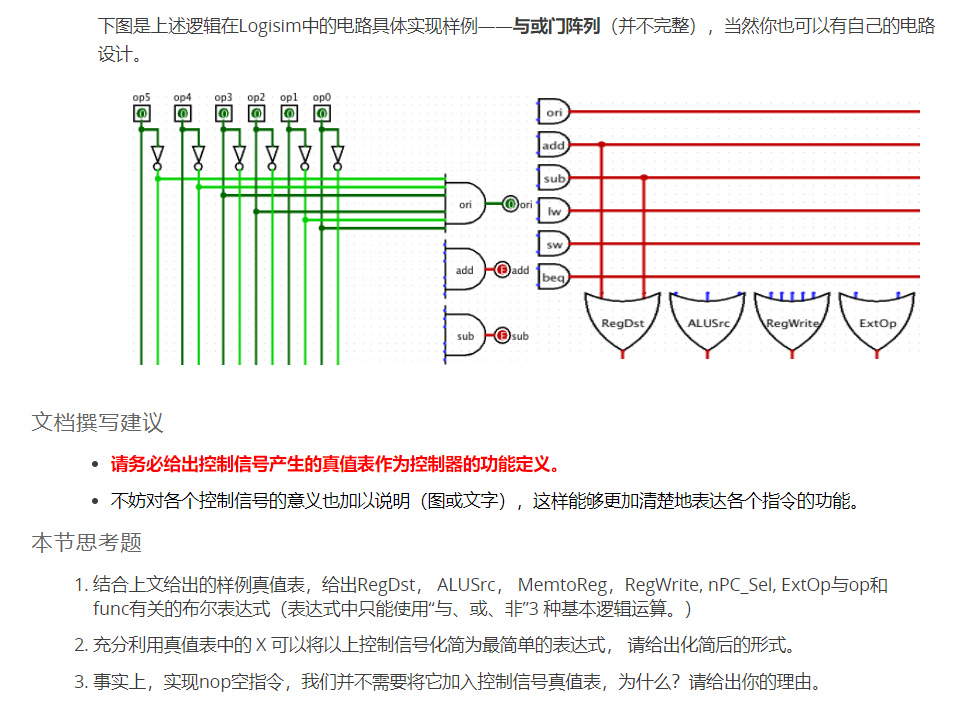 下图是上述逻辑在Logisim中的电路具体实现样例——与或门阵列（并不完整），当然你也可以有自己的电路
设计。
op5 op4 op3 op2 op1 op0
0 0 0 0 0 0
ori
add
sub
lw
sw
beq
ori
0 ori
add
E add
sub
E sub
RegDst ALUSrc RegWrite ExtOp
文档撰写建议
• 请务必给出控制信号产生的真值表作为控制器的功能定义。
• 不妨对各个控制信号的意义也加以说明（图或文字），这样能够更加清楚地表达各个指令的功能。
本节思考题
1. 结合上文给出的样例真值表，给出RegDst， ALUSrc， MemtoReg，RegWrite, nPC_Sel, ExtOp与op和
func有关的布尔表达式（表达式中只能使用“与、或、非”3 种基本逻辑运算。）
2. 充分利用真值表中的 X 可以将以上控制信号化简为最简单的表达式， 请给出化简后的形式。
3. 事实上，实现nop空指令，我们并不需要将它加入控制信号真值表，为什么？请给出你的理由。